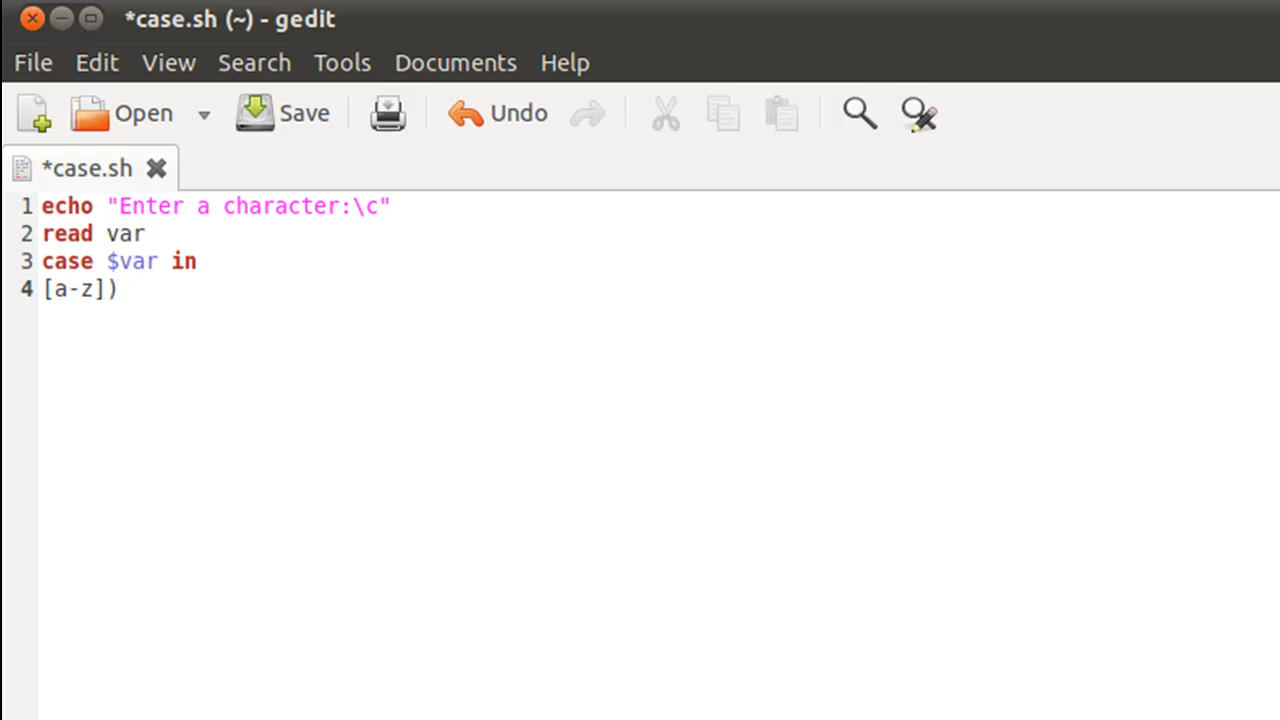 *case.sh (~) - gedit
File Edit View Search Tools Documents Help
Open Save Undo
*case.sh
1 echo "Enter a character:\c"
2 read var
3 case $var in
4 [a-z])